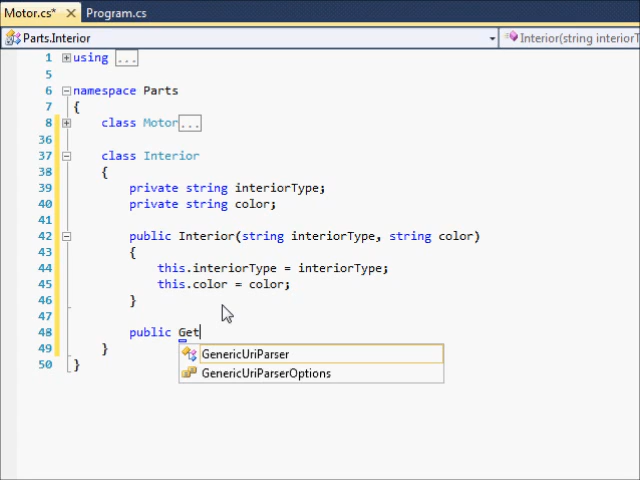 Motor.cs* Program.cs
Parts.Interior Interior(string interiorT
1 using ...
5
6 namespace Parts
7 {
8 class Motor...
36
37 class Interior
38 {
39 private string interiorType;
40 private string color;
41
42 public Interior(string interiorType, string color)
43 {
44 this.interiorType = interiorType;
45 this.color = color;
46 }
47
48 public Get
49 }
50 }
GenericUriParser
GenericUriParserOptions